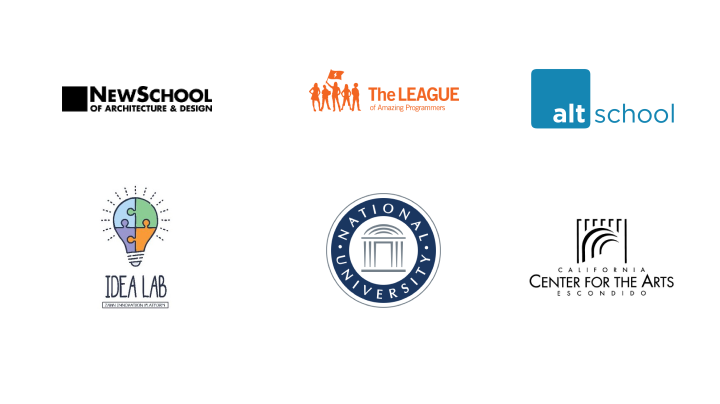 NEWSCHOOL
OF ARCHITECTURE & DESIGN
The LEAGUE
of Amazing Programmers
alt school
IDEA LAB
NATIONAL
UNIVERSITY
CALIFORNIA
CENTER FOR THE ARTS
ESCONDIDO